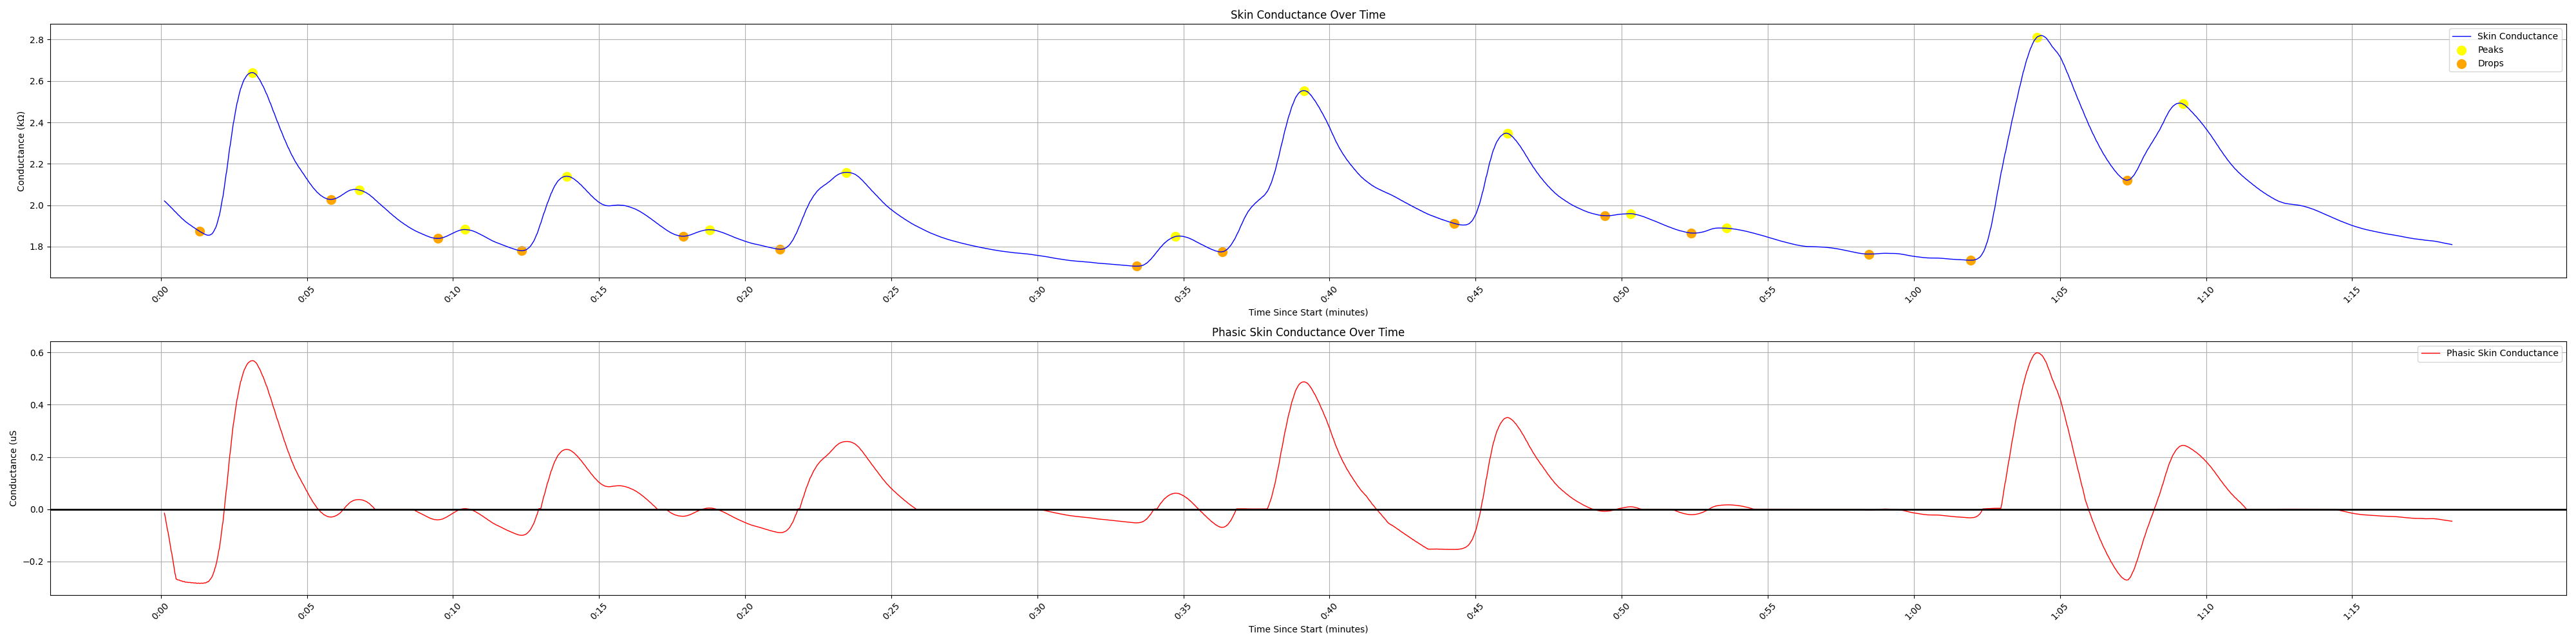 Skin Conductance Over Time
Conductance (kΩ)
2.8
2.6
2.4
2.2
2.0
1.8
Skin Conductance
Peaks
Drops
0:00 0:05 0:10 0:15 0:20 0:25 0:30 0:35 0:40 0:45 0:50 0:55 1:00 1:05 1:10 1:15
Time Since Start (minutes)
Phasic Skin Conductance Over Time
Conductance (uS
0.6
0.4
0.2
0.0
−0.2
Phasic Skin Conductance
0:00 0:05 0:10 0:15 0:20 0:25 0:30 0:35 0:40 0:45 0:50 0:55 1:00 1:05 1:10 1:15
Time Since Start (minutes)